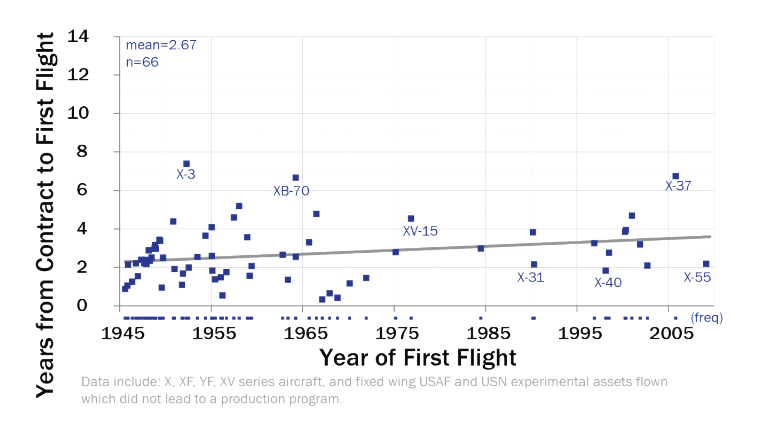 Years from Contract to First Flight
14
12
10
8
6
4
2
0
mean=2.67
n=66
X-3
XB-70
XV-15
X-31
X-40
X-37
X-55
(freq)
1945
1955
1965
1975
1985
1995
2005
Year of First Flight
Data include: X, XF, YF, XV series aircraft, and fixed wing USAF and USN experimental assets flown
which did not lead to a production program.